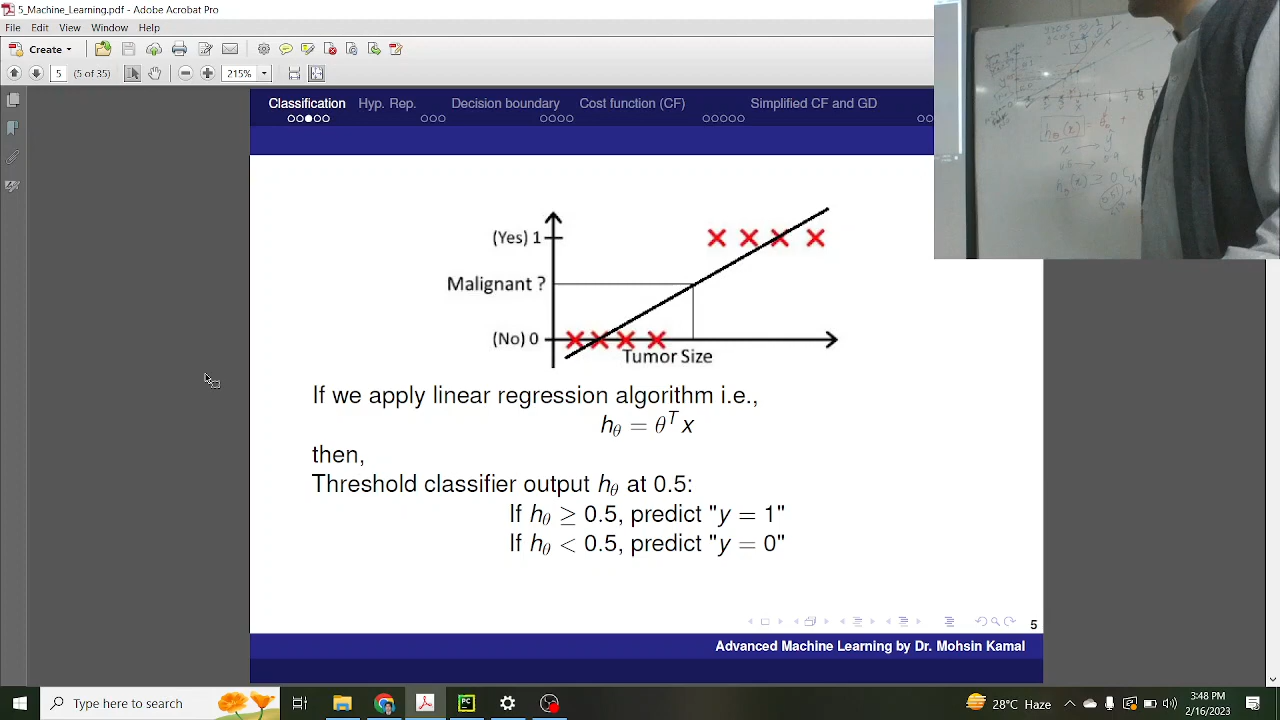 5_Machine_Learning.pdf - Adobe Acrobat Pro
File Edit View Window Help
Create
5 (5 of 35) 215%
Classification Hyp. Rep. Decision boundary Cost function (CF) Simplified CF and GD
(Yes) 1
Malignant ?
(No) 0
Tumor Size
If we apply linear regression algorithm i.e.,
hθ = θᵀx
then,
Threshold classifier output hθ at 0.5:
If hθ ≥ 0.5, predict "y = 1"
If hθ < 0.5, predict "y = 0"
5
Advanced Machine Learning by Dr. Mohsin Kamal
Type here to search
PC
28°C Haze
3:48 PM
2/16/2023
hθ(x)
x
y